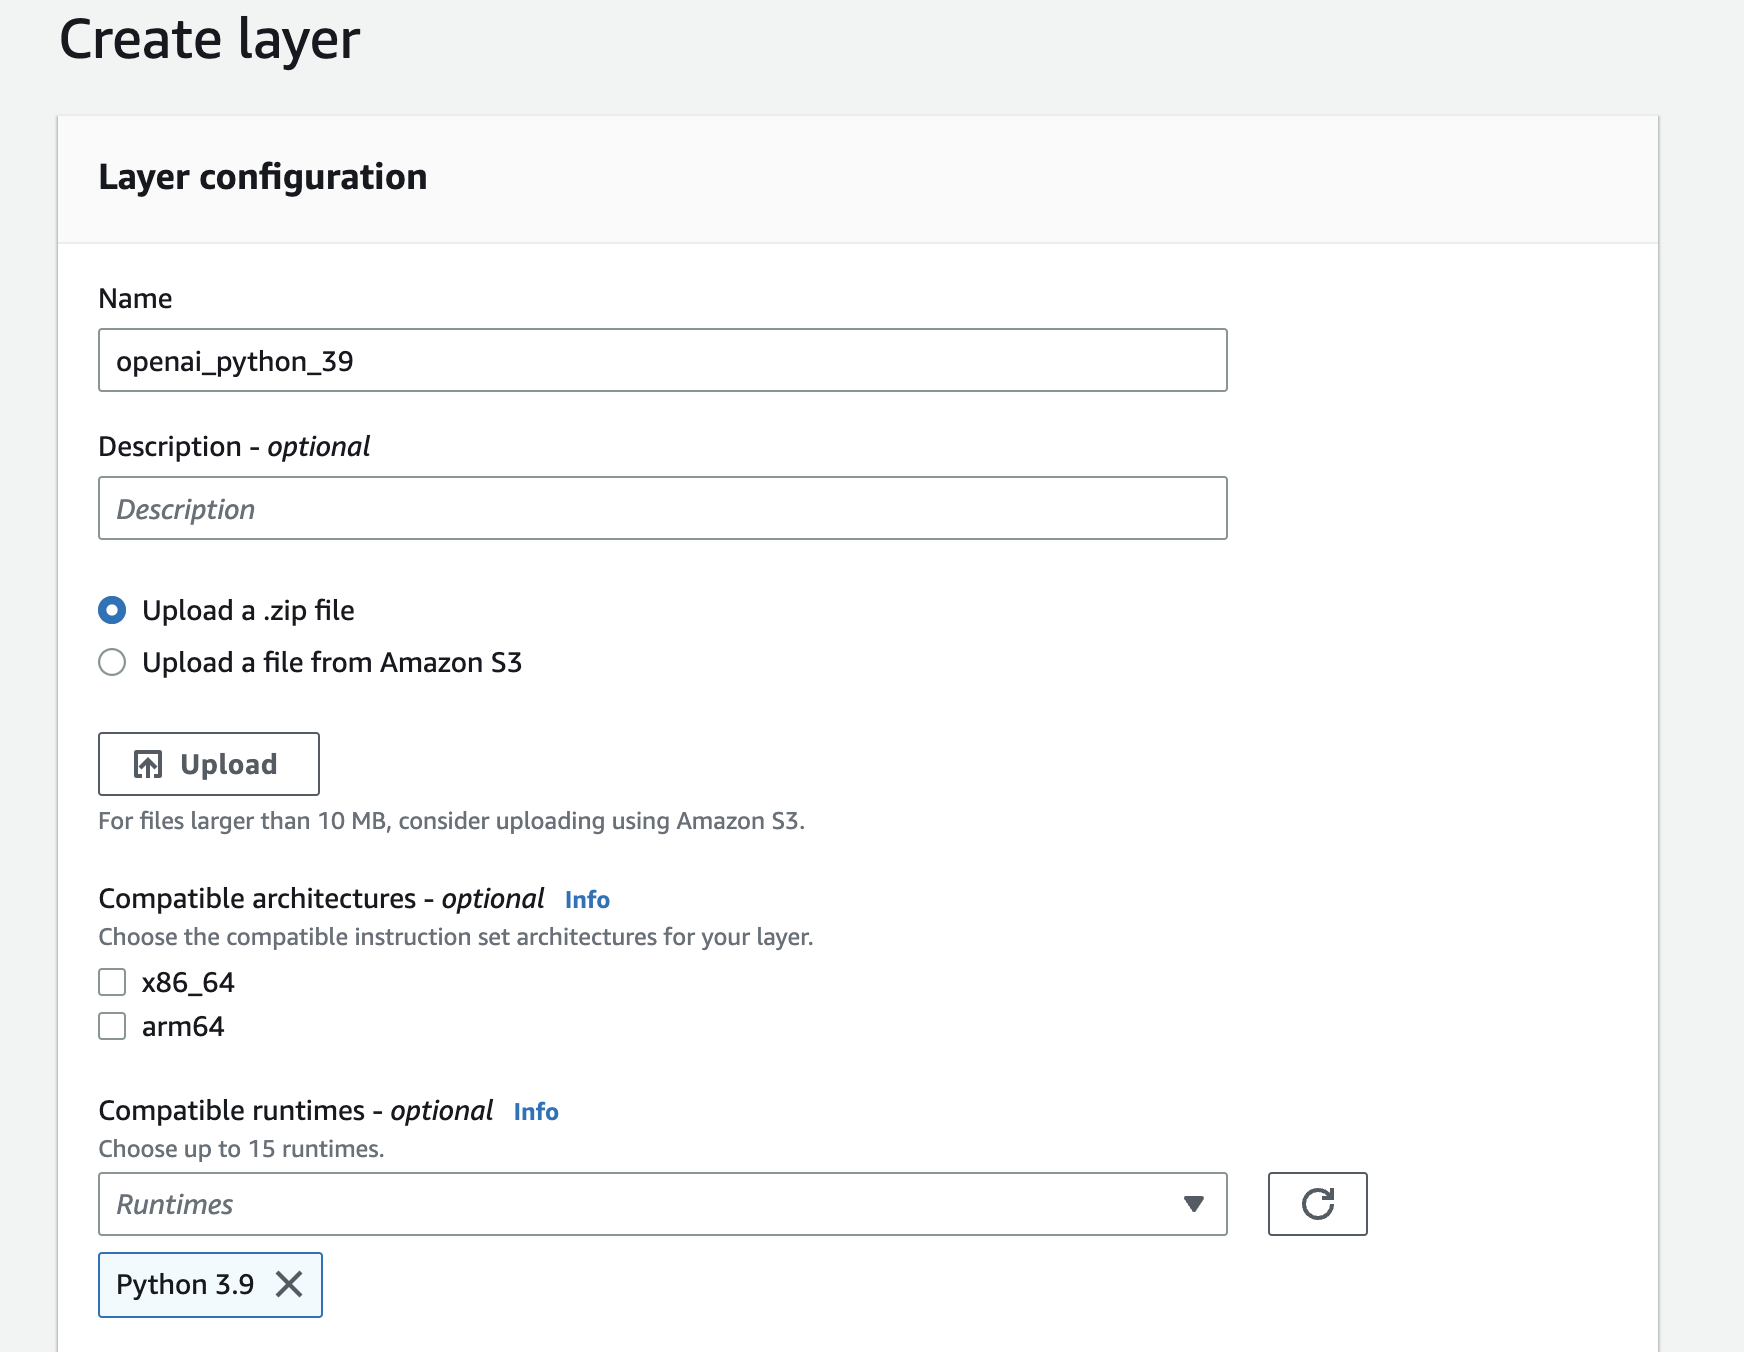 Create layer
Layer configuration
Name
openai_python_39
Description - optional
Description
Upload a .zip file
Upload a file from Amazon S3
Upload
For files larger than 10 MB, consider uploading using Amazon S3.
Compatible architectures - optional Info
Choose the compatible instruction set architectures for your layer.
x86_64
arm64
Compatible runtimes - optional Info
Choose up to 15 runtimes.
Runtimes
Python 3.9